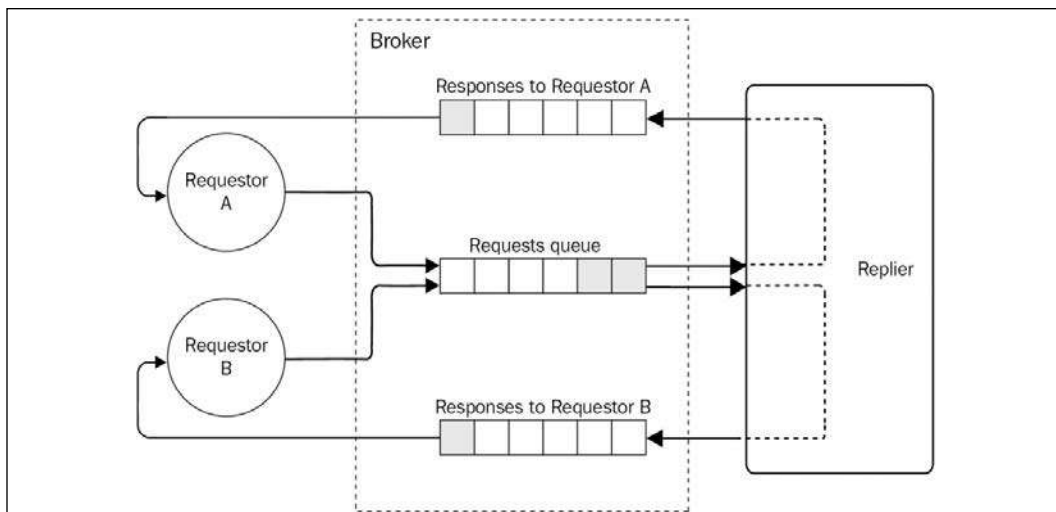 Broker
Responses to Requestor A
Requestor
A
Requests queue
Replier
Requestor
B
Responses to Requestor B